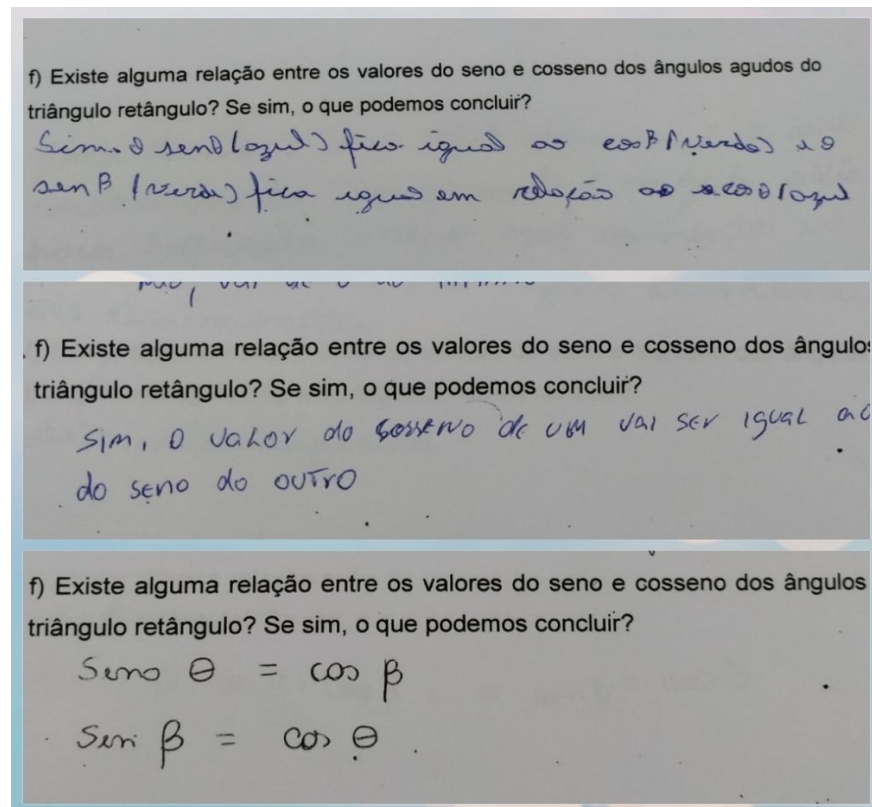 f) Existe alguma relação entre os valores do seno e cosseno dos ângulos agudos do
triângulo retângulo? Se sim, o que podemos concluir?
Sim. O senθ (azul) fica igual ao cosβ (verde) e o
sen β (verde) fica igual em relação ao cosθ (azul
f) Existe alguma relação entre os valores do seno e cosseno dos ângulos
triângulo retângulo? Se sim, o que podemos concluir?
SIM, O VALOR do COSSENO de UM VAI SER IGUAL AO
do seno do OUTRO
f) Existe alguma relação entre os valores do seno e cosseno dos ângulos
triângulo retângulo? Se sim, o que podemos concluir?
Seno θ = cos β
Sen β = cos θ.